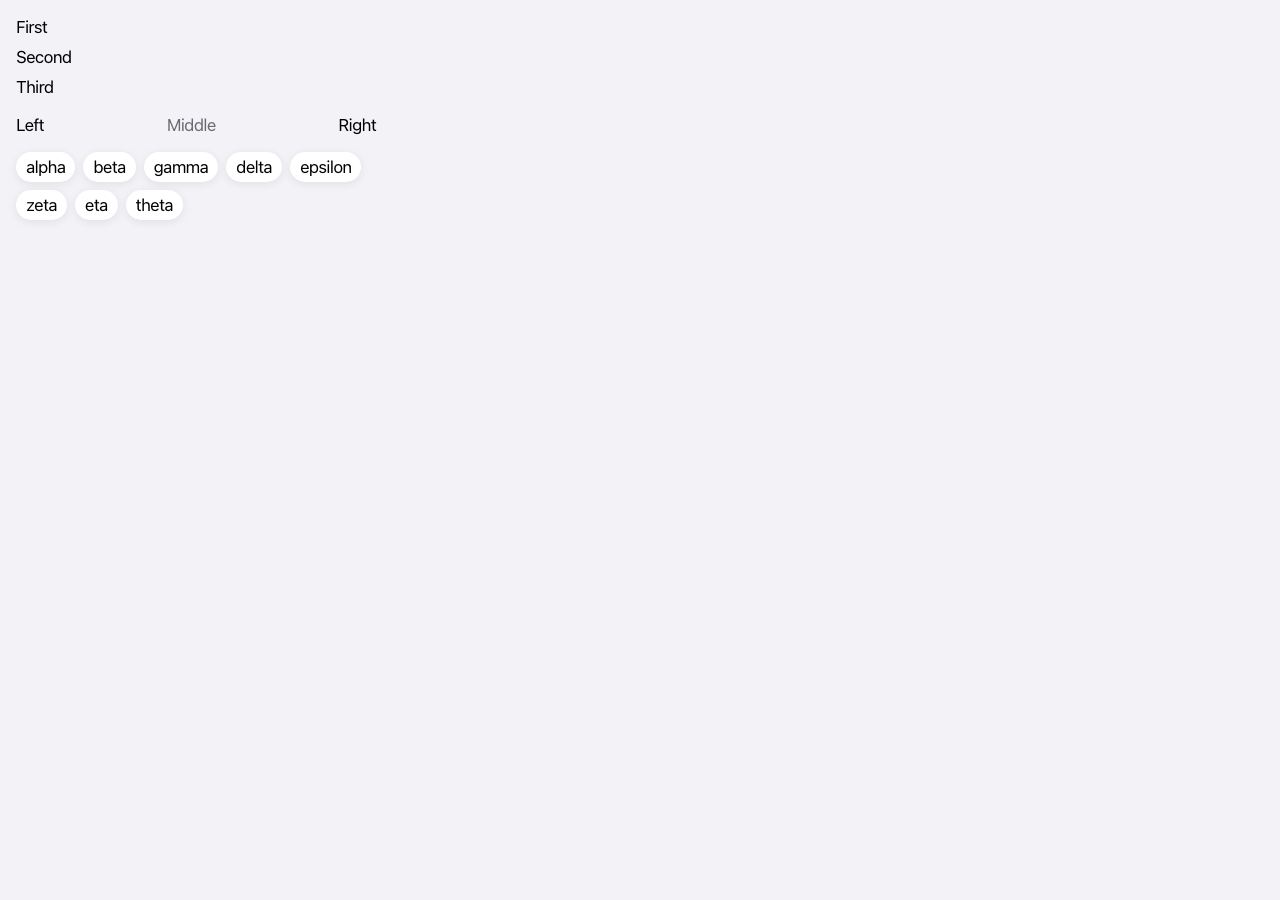 First
Second
Third
Left Middle Right
alpha beta gamma delta epsilon
zeta eta theta